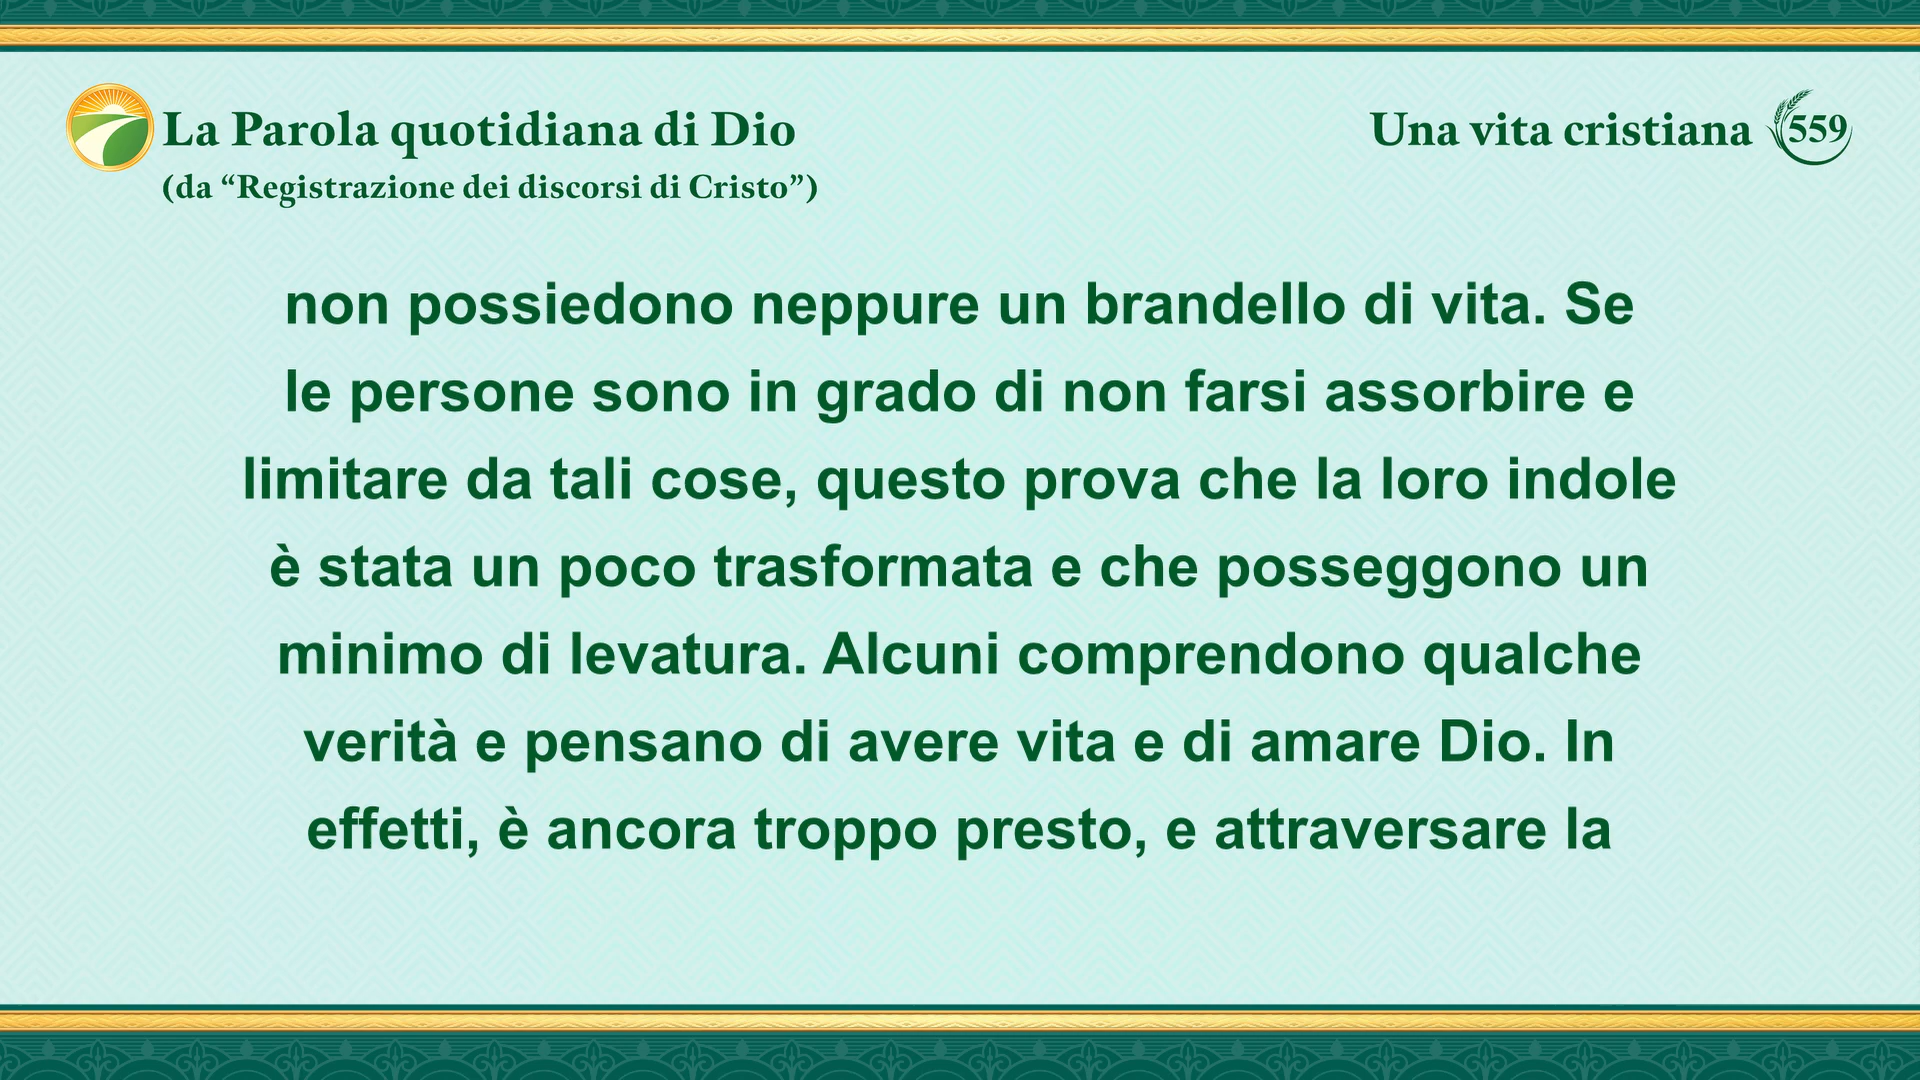 La Parola quotidiana di Dio
(da “Registrazione dei discorsi di Cristo”)
Una vita cristiana 559
non possiedono neppure un brandello di vita. Se
le persone sono in grado di non farsi assorbire e
limitare da tali cose, questo prova che la loro indole
è stata un poco trasformata e che posseggono un
minimo di levatura. Alcuni comprendono qualche
verità e pensano di avere vita e di amare Dio. In
effetti, è ancora troppo presto, e attraversare la